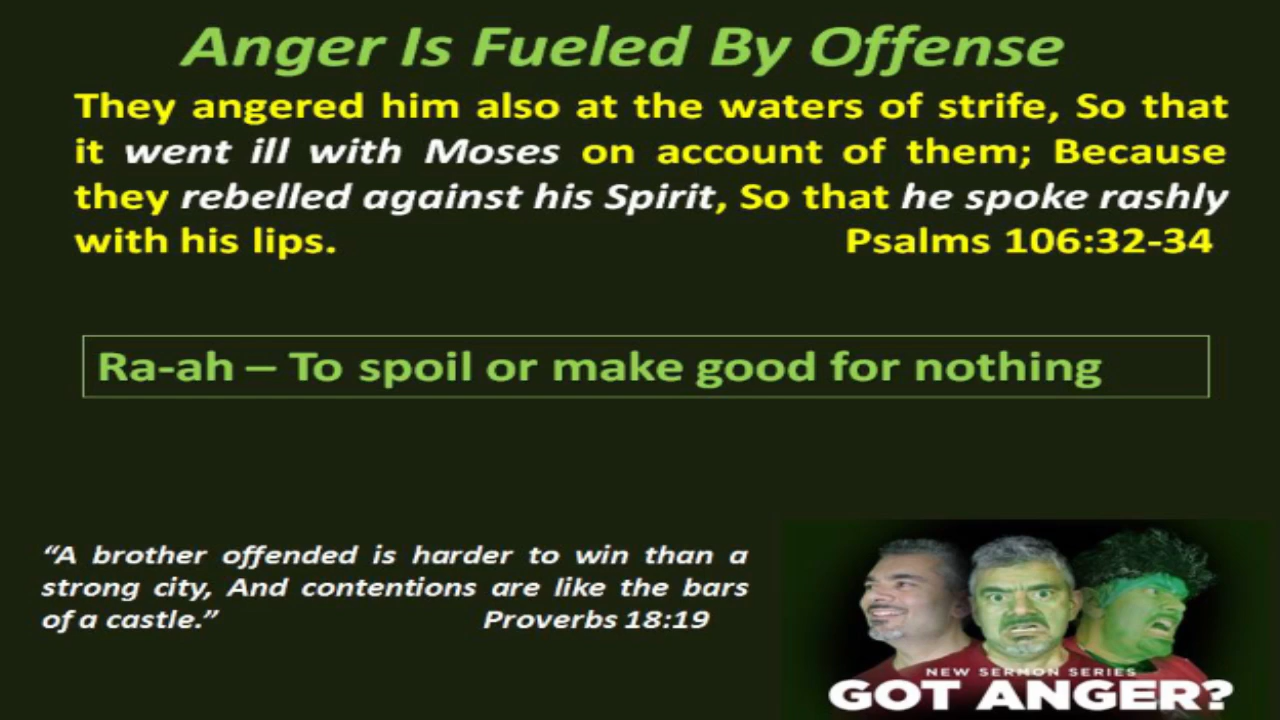 Anger Is Fueled By Offense
They angered him also at the waters of strife, So that
it went ill with Moses on account of them; Because
they rebelled against his Spirit, So that he spoke rashly
with his lips. Psalms 106:32-34
Ra-ah – To spoil or make good for nothing
“A brother offended is harder to win than a
strong city, And contentions are like the bars
of a castle.” Proverbs 18:19
NEW SERMON SERIES
GOT ANGER?